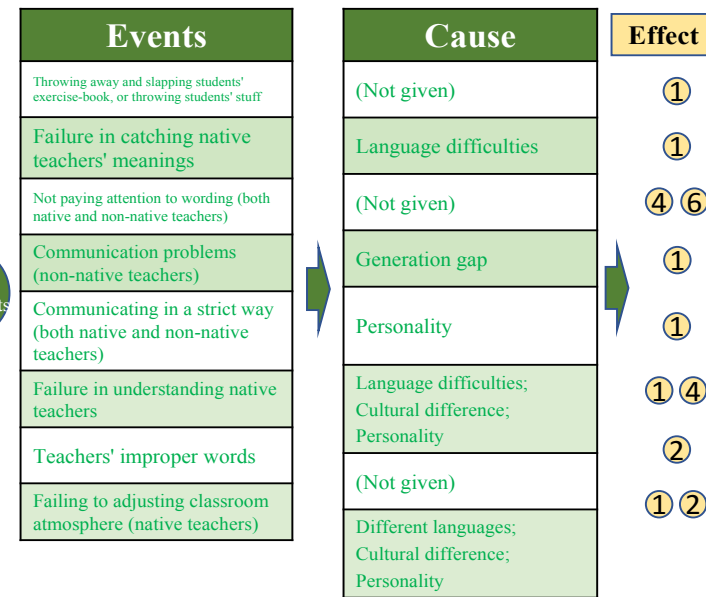 Events
Throwing away and slapping students'
exercise-book, or throwing students' stuff
Failure in catching native
teachers' meanings
Not paying attention to wording (both
native and non-native teachers)
Communication problems
(non-native teachers)
Communicating in a strict way
(both native and non-native
teachers)
Failure in understanding native
teachers
Teachers' improper words
Failing to adjusting classroom
atmosphere (native teachers)
Cause
(Not given)
Language difficulties
(Not given)
Generation gap
Personality
Language difficulties;
Cultural difference;
Personality
(Not given)
Different languages;
Cultural difference;
Personality
Effect
1
1
4 6
1
1
1 4
2
1 2